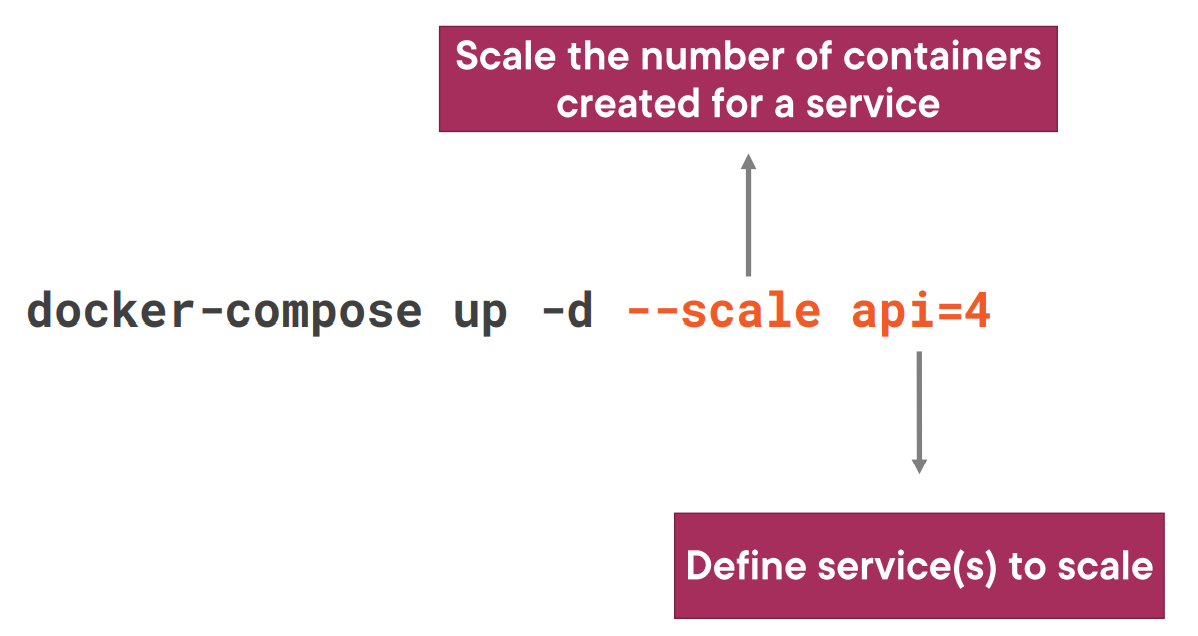 Scale the number of containers
created for a service
docker-compose up -d --scale api=4
Define service(s) to scale